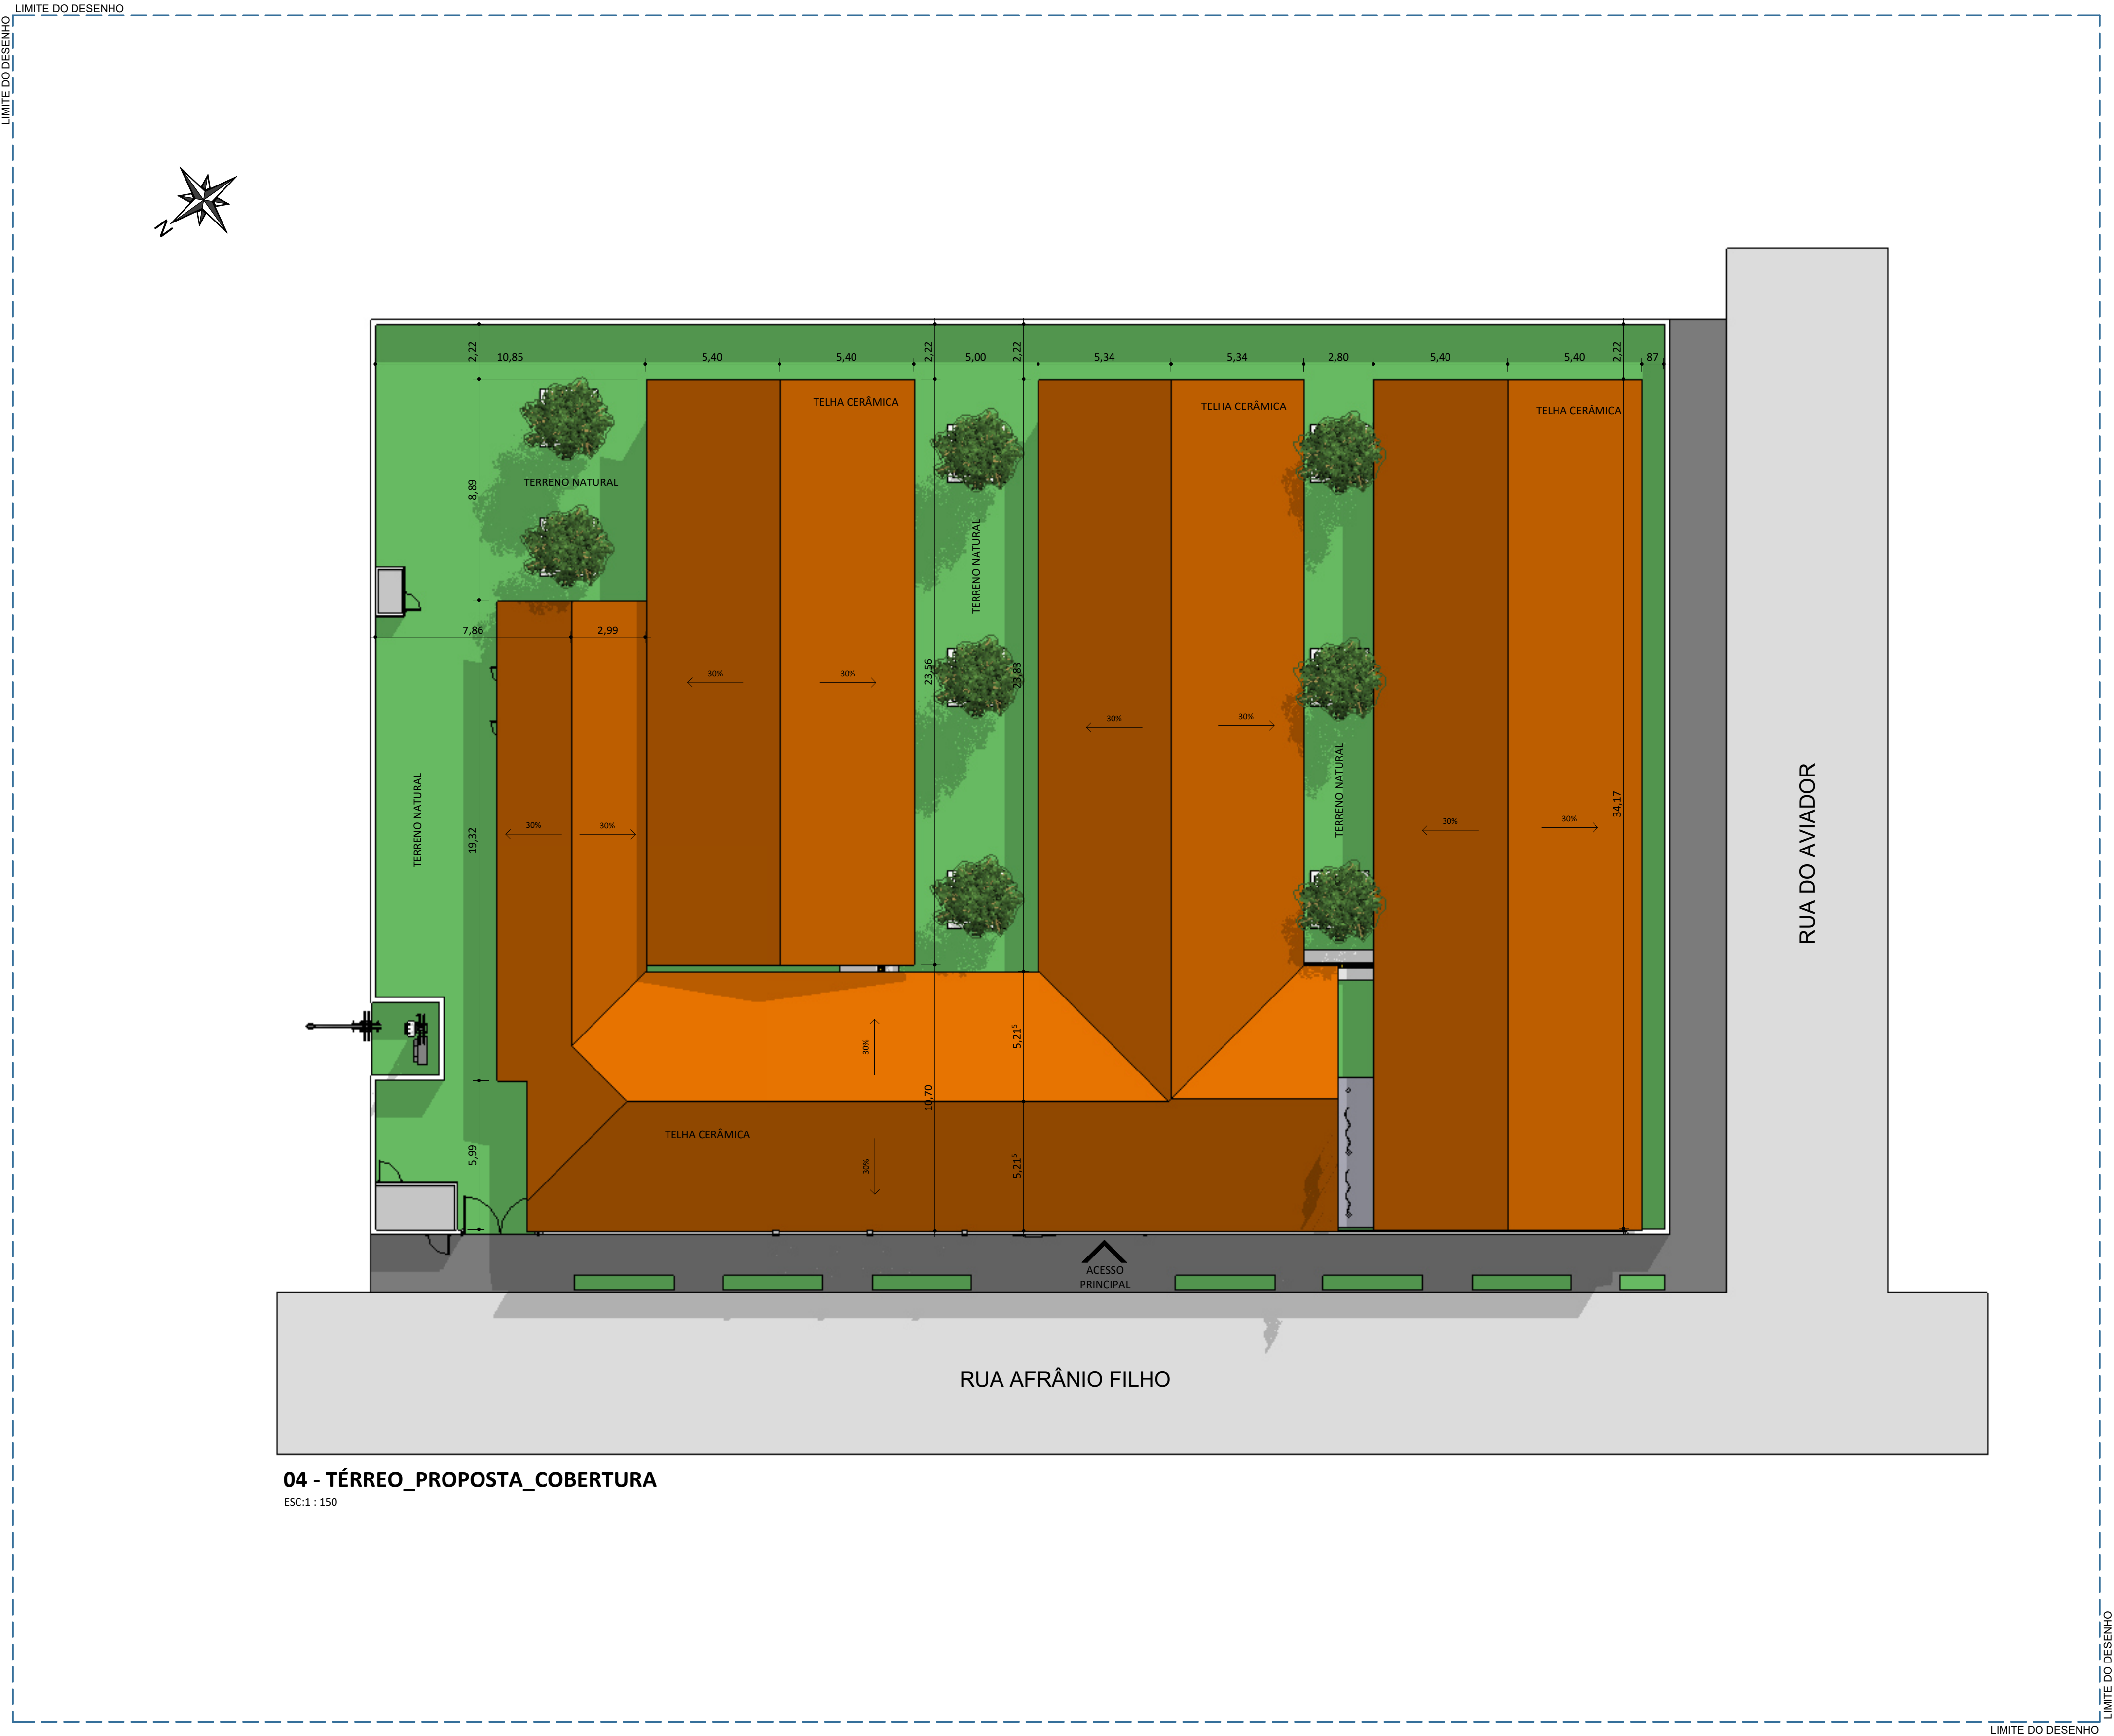 LIMITE DO DESENHO
LIMITE DO DESENHO
N
2,22
10,85
5,40
5,40
2,22
5,00
2,22
5,34
5,34
2,80
5,40
5,40
2,22
87
TELHA CERÂMICA
TELHA CERÂMICA
TELHA CERÂMICA
8,89
TERRENO NATURAL
TERRENO NATURAL
7,86
2,99
30%
30%
23,56
23,83
30%
30%
TERRENO NATURAL
TERRENO NATURAL
19,32
30%
30%
30%
30%
34,17
RUA DO AVIADOR
30%
5,21⁵
10,70
TELHA CERÂMICA
5,99
30%
5,21⁵
ACESSO
PRINCIPAL
RUA AFRÂNIO FILHO
04 - TÉRREO_PROPOSTA_COBERTURA
ESC:1 : 150
LIMITE DO DESENHO
LIMITE DO DESENHO